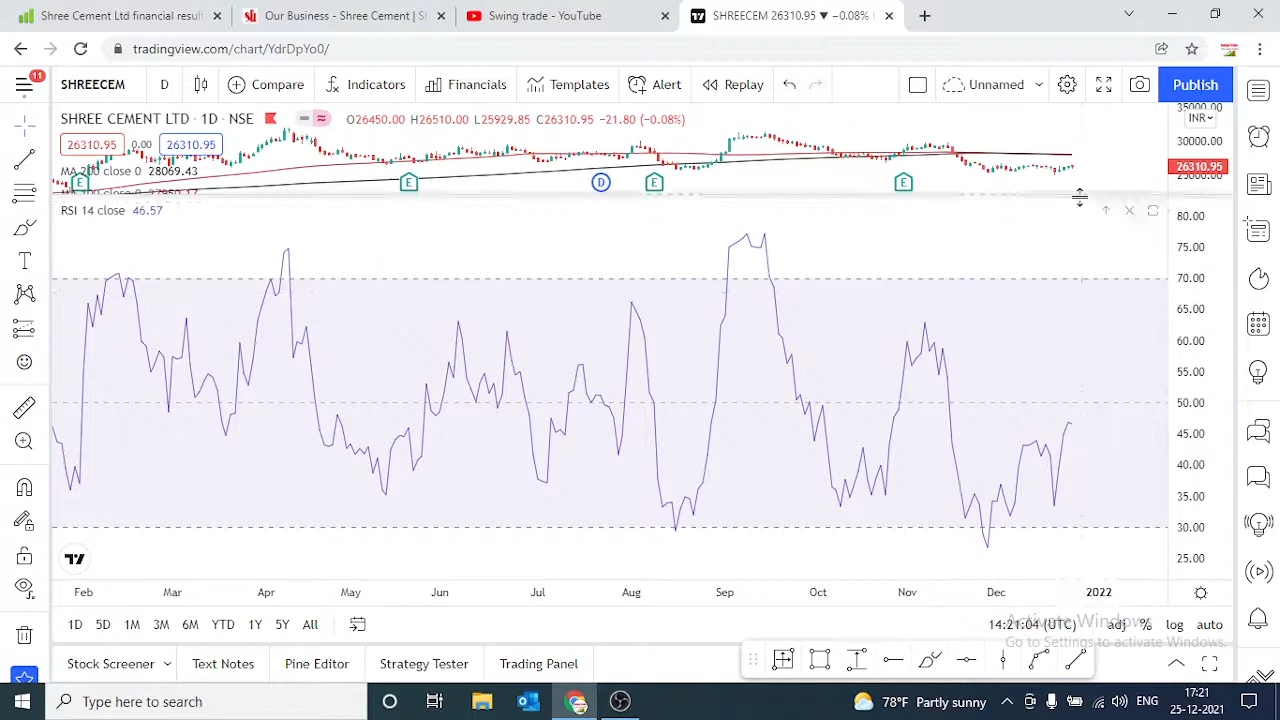 Shree Cement Ltd financial result
Our Business - Shree Cement | S
Swing trade - YouTube
SHREECEM 26310.95 ▼ −0.08%
tradingview.com/chart/YdrDpYo0/
11
SHREECEM
D
Compare
Indicators
Financials
Templates
Alert
Replay
Unnamed
Publish
SHREE CEMENT LTD · 1D · NSE
O26450.00 H26510.00 L25929.85 C26310.95 −21.80 (−0.08%)
35000.00
INR
26310.95
0.00
26310.95
30000.00
MA 200 close 0 28069.43
26310.95
E
E
D
E
E
RSI 14 close 46.57
80.00
75.00
70.00
65.00
60.00
55.00
50.00
45.00
40.00
35.00
30.00
25.00
Feb Mar Apr May Jun Jul Aug Sep Oct Nov Dec 2022
1D 5D 1M 3M 6M YTD 1Y 5Y All
14:21:04 (UTC) adj % log auto
Activate Windows
Go to Settings to activate Windows.
Stock Screener Text Notes Pine Editor Strategy Tester Trading Panel
Type here to search
78°F Partly sunny
ENG
17:21
25-12-2021